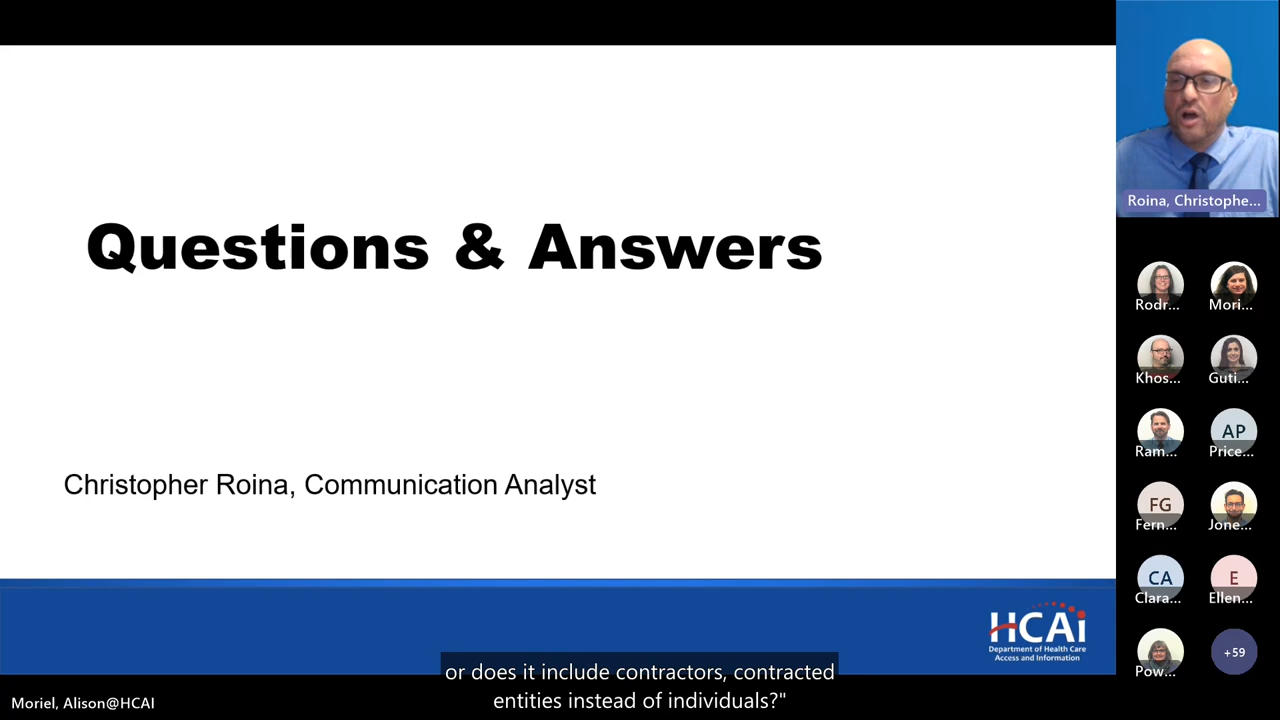 Questions & Answers
Christopher Roina, Communication Analyst
HCAi
Department of Health Care
Access and Information
or does it include contractors, contracted
entities instead of individuals?"
Moriel, Alison@HCAI
Roina, Christophe...
Rodr...
Mori...
Khos...
Guti...
Ram...
AP
Price...
FG
Fern...
Jone...
CA
Clara...
E
Ellen...
Pow...
+59